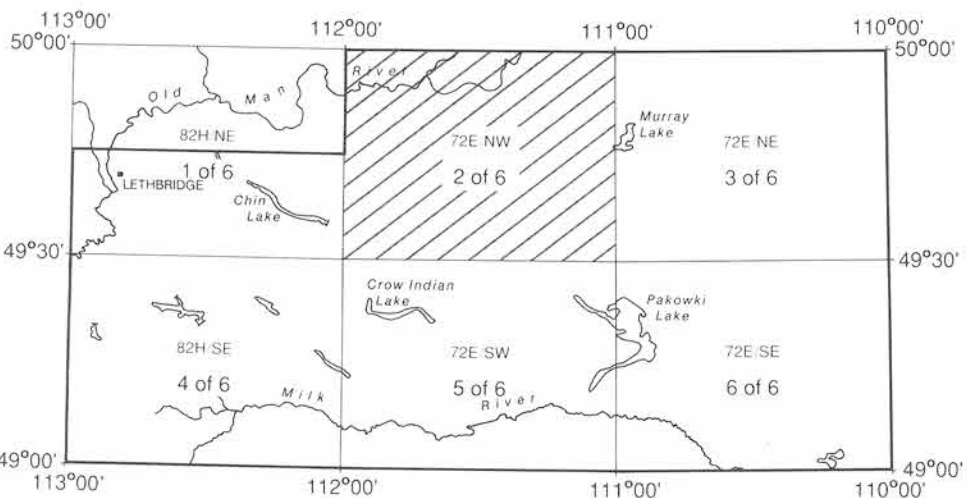 113°00'
112°00'
111°00'
110°00'
50°00'
50°00'
Old Man River
82H NE
1 of 6
LETHBRIDGE
Chin
Lake
72E NW
2 of 6
Murray
Lake
72E NE
3 of 6
49°30'
49°30'
Crow Indian
Lake
Pakowki
Lake
82H SE
4 of 6
72E SW
5 of 6
72E SE
6 of 6
Milk River
49°00'
49°00'
113°00'
112°00'
111°00'
110°00'